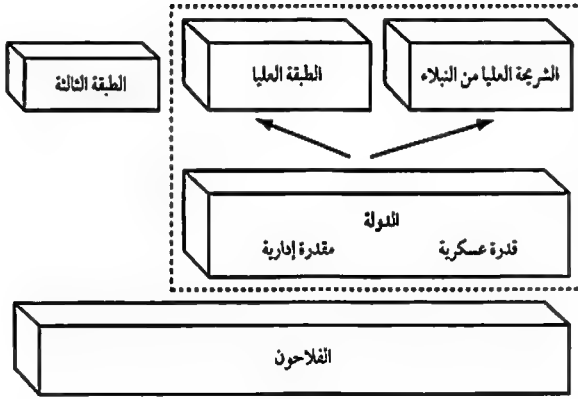 الشريحة العليا من النبلاء
الطبقة العليا
الطبقة الثالثة
الدولة
قدرة عسكرية
مقدرة إدارية
الفلاحون